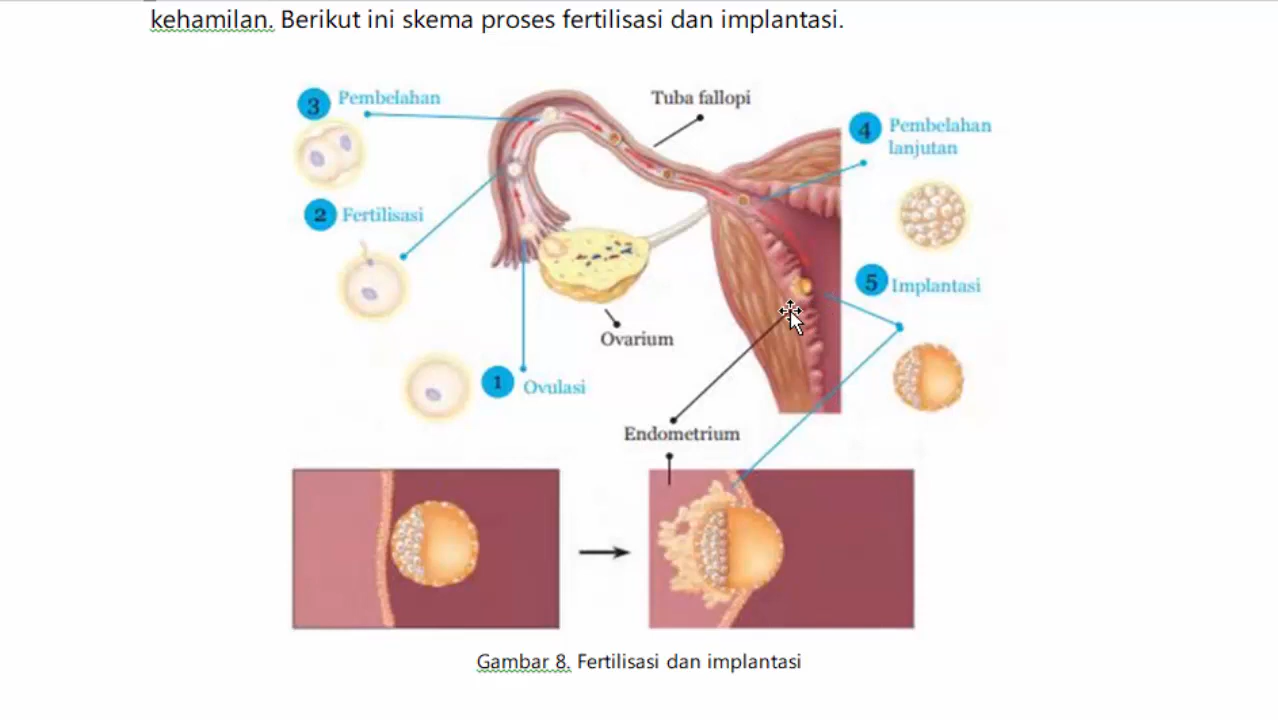 kehamilan. Berikut ini skema proses fertilisasi dan implantasi.
3 Pembelahan
Tuba fallopi
4 Pembelahan
lanjutan
2 Fertilisasi
5 Implantasi
Ovarium
1 Ovulasi
Endometrium
Gambar 8. Fertilisasi dan implantasi